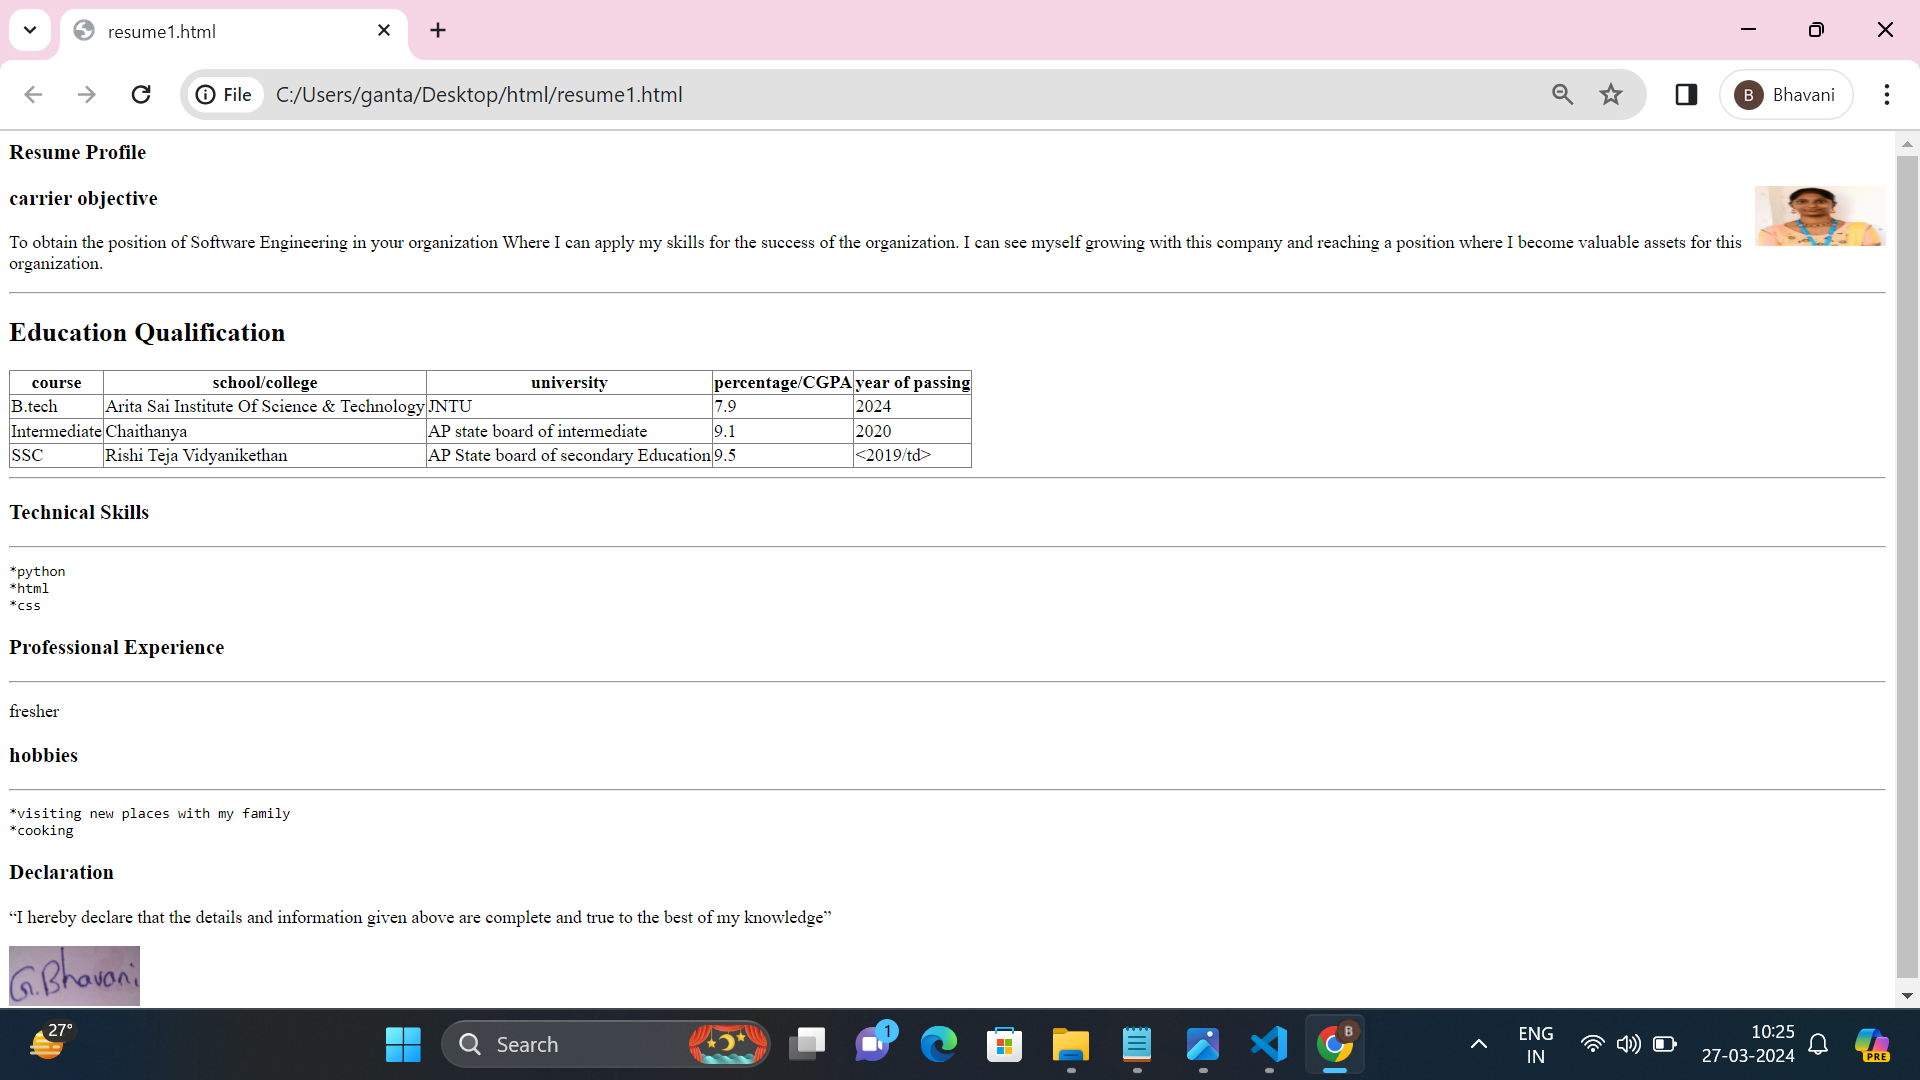 resume1.html
File C:/Users/ganta/Desktop/html/resume1.html B Bhavani
Resume Profile
carrier objective
To obtain the position of Software Engineering in your organization Where I can apply my skills for the success of the organization. I can see myself growing with this company and reaching a position where I become valuable assets for this
organization.
Education Qualification
course school/college university percentage/CGPA year of passing
B.tech Arita Sai Institute Of Science & Technology JNTU 7.9 2024
Intermediate Chaithanya AP state board of intermediate 9.1 2020
SSC Rishi Teja Vidyanikethan AP State board of secondary Education 9.5 <2019/td>
Technical Skills
*python
*html
*css
Professional Experience
fresher
hobbies
*visiting new places with my family
*cooking
Declaration
“I hereby declare that the details and information given above are complete and true to the best of my knowledge”
G.Bhavani
27° Search 1 B ENG 10:25
IN 27-03-2024 PRE